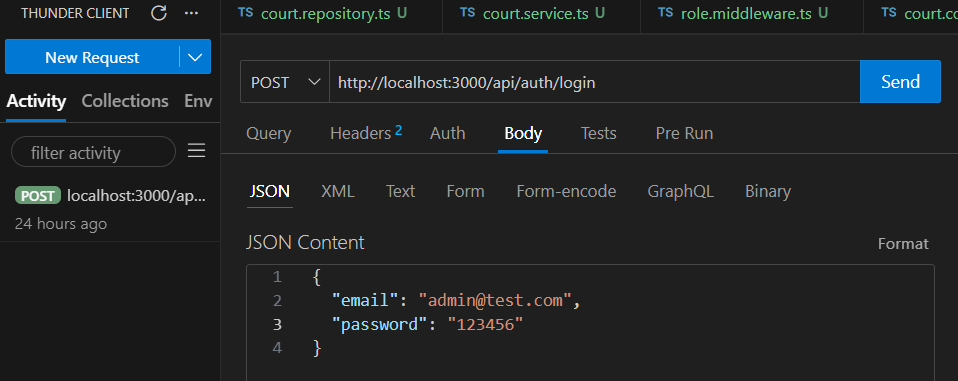 THUNDER CLIENT
New Request
Activity Collections Env
filter activity
POST localhost:3000/ap...
24 hours ago
TS court.repository.ts U TS court.service.ts U TS role.middleware.ts U TS court.co
POST http://localhost:3000/api/auth/login Send
Query Headers 2 Auth Body Tests Pre Run
JSON XML Text Form Form-encode GraphQL Binary
JSON Content Format
1 {
2 "email": "admin@test.com",
3 "password": "123456"
4 }